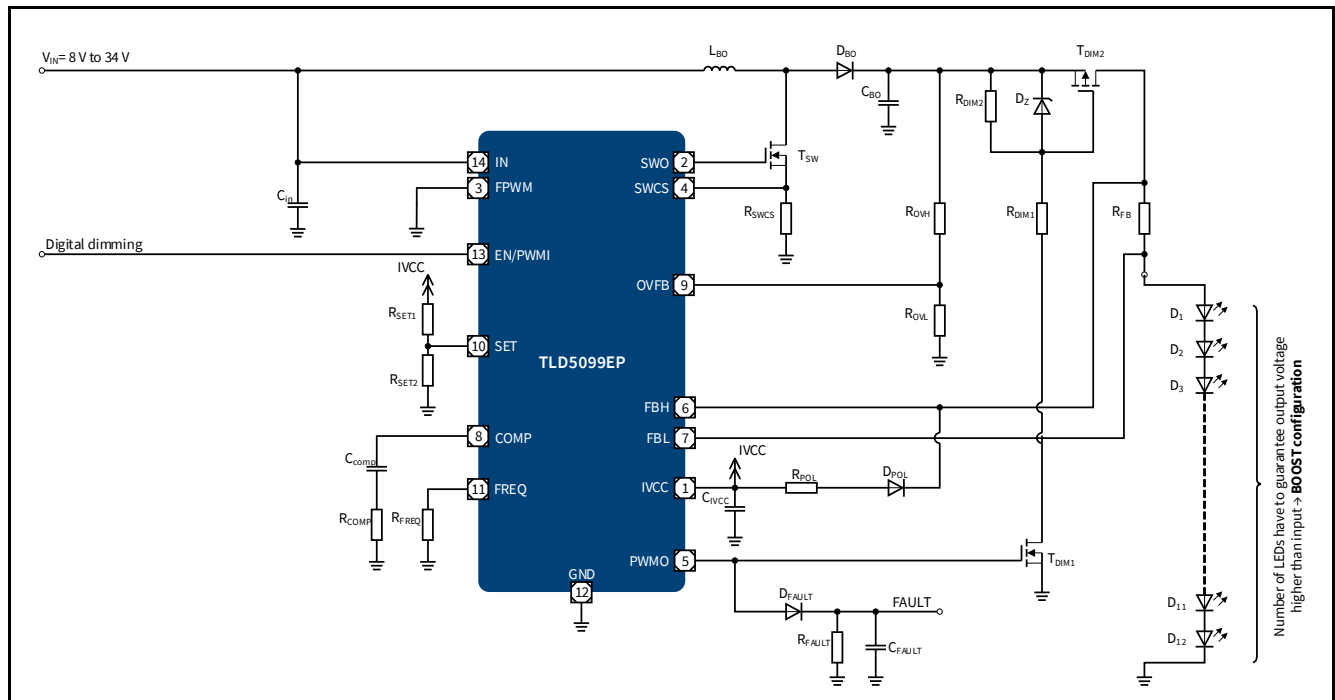 V_IN= 8 V to 34 V
L_BO
D_BO
T_DIM2
C_BO
R_DIM2
D_Z
14
IN
SWO
2
T_SW
3
FPWM
SWCS
4
C_in
R_SWCS
R_OVH
R_DIM1
R_FB
Digital dimming
13
EN/PWMI
IVCC
OVFB
9
R_SET1
R_OVL
D_1
10
SET
TLD5099EP
D_2
R_SET2
D_3
FBH
6
8
COMP
FBL
7
C_comp
IVCC
R_POL
D_POL
11
FREQ
IVCC
1
C_IVCC
R_COMP
R_FREQ
PWMO
5
T_DIM1
GND
12
D_FAULT
FAULT
D_11
R_FAULT
C_FAULT
D_12
Number of LEDs have to guarantee output voltage
higher than input → BOOST configuration